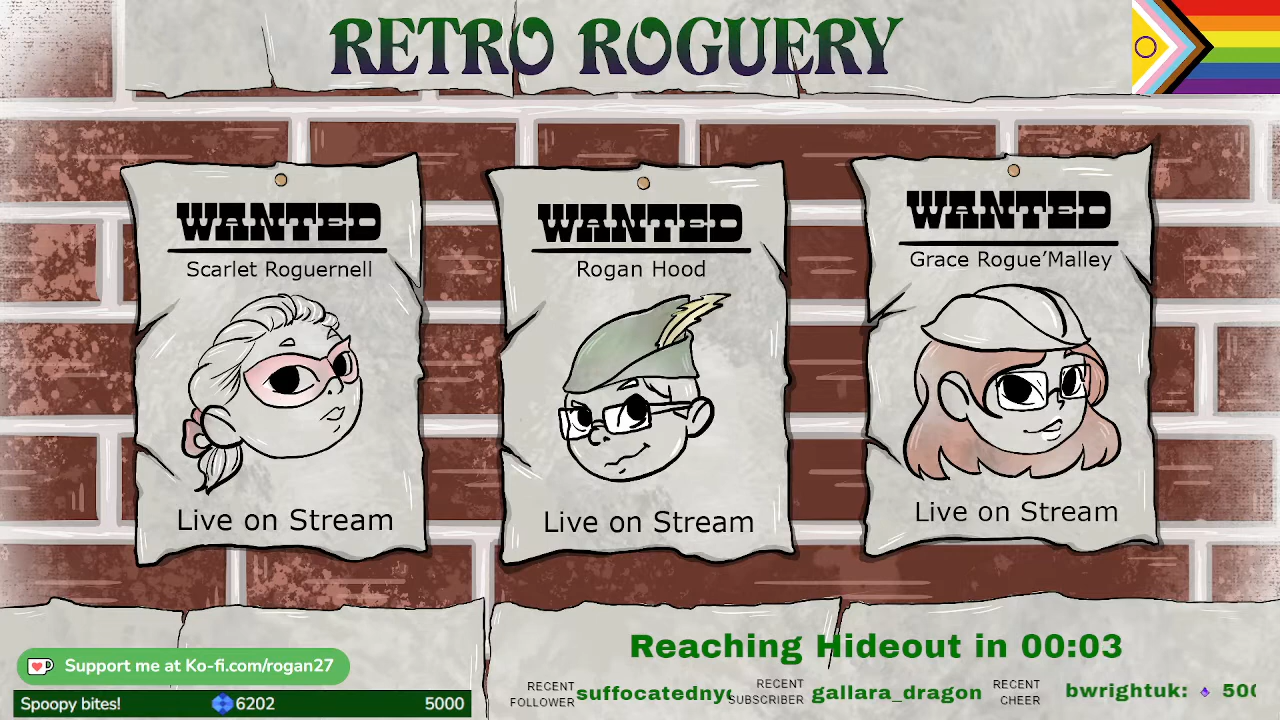 RETRO ROGUERY
WANTED
Scarlet Roguernell
Live on Stream
WANTED
Rogan Hood
Live on Stream
WANTED
Grace Rogue’Malley
Live on Stream
Reaching Hideout in 00:03
Support me at Ko-fi.com/rogan27
Spoopy bites! 6202 5000
RECENT FOLLOWER
RECENT SUBSCRIBER gallara_dragon
RECENT CHEER bwrightuk: